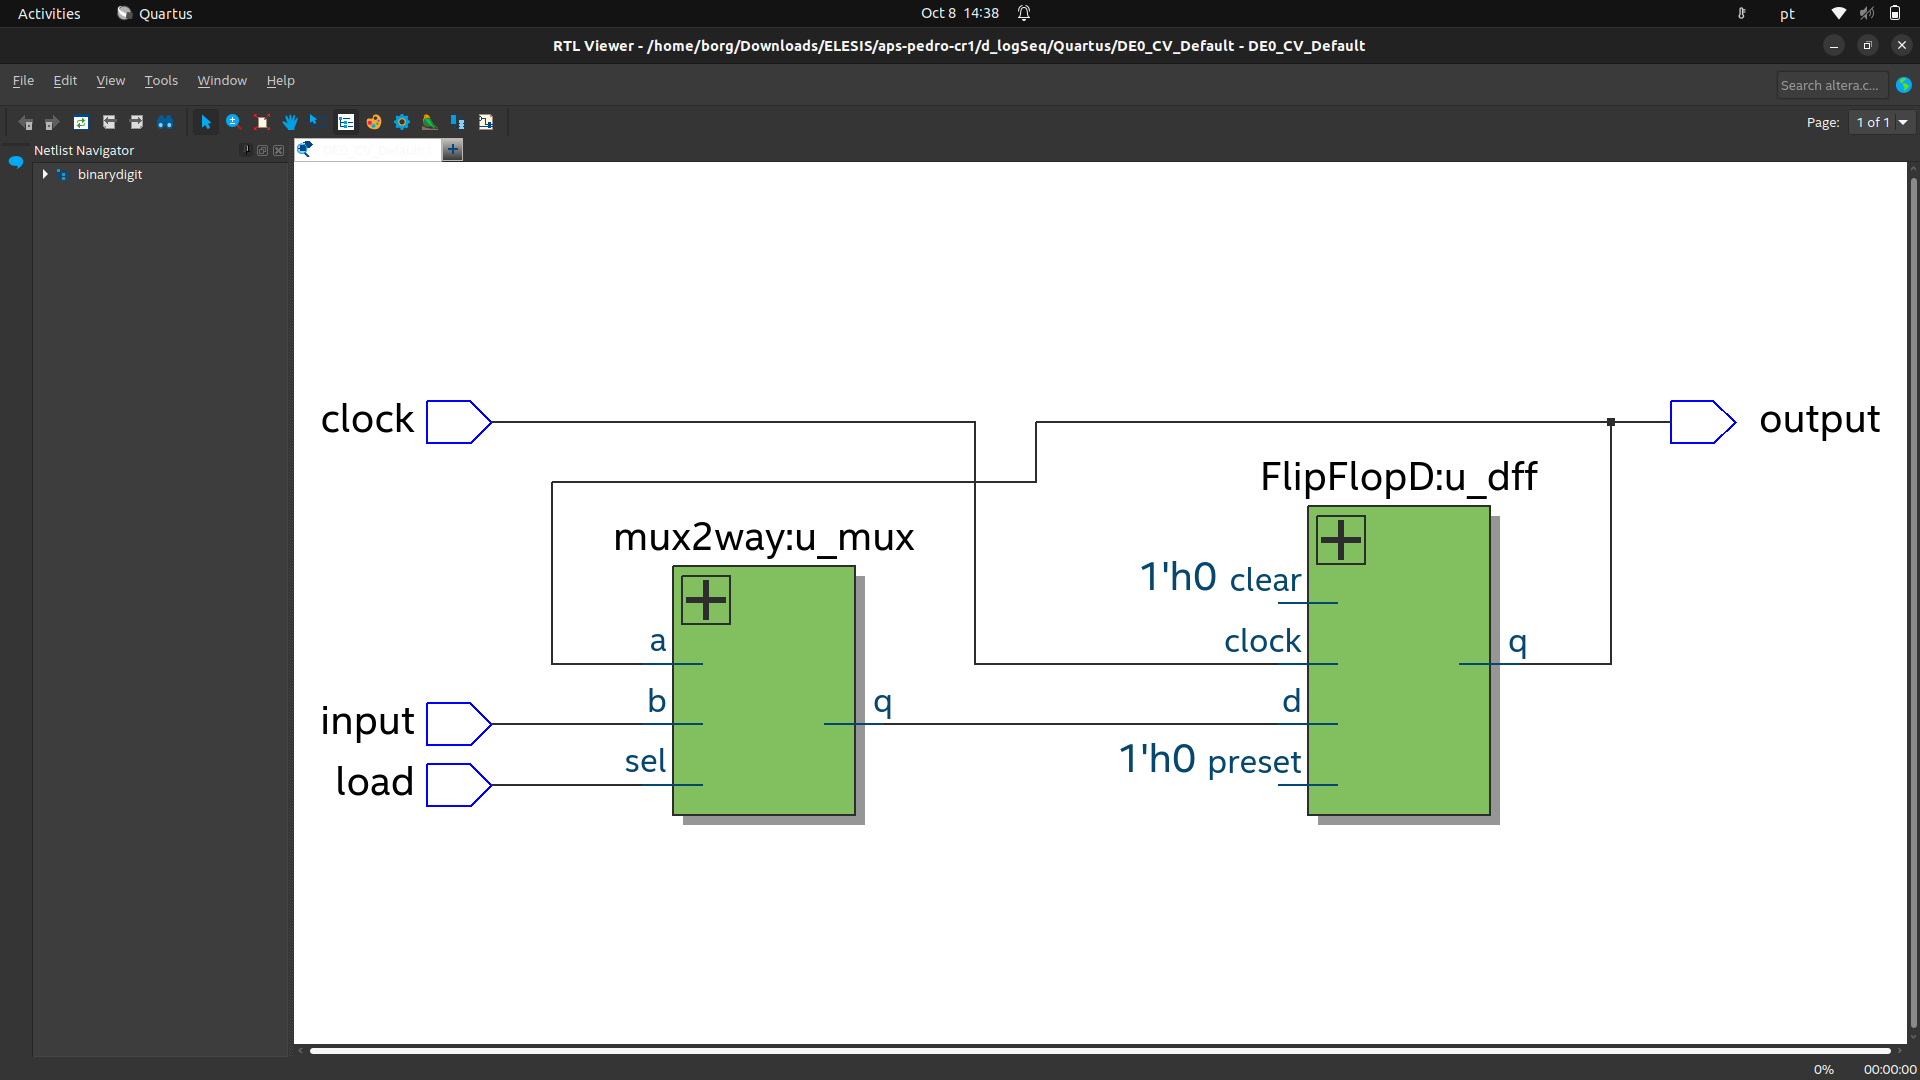 Activities Quartus Oct 8 14:38 pt
RTL Viewer - /home/borg/Downloads/ELESIS/aps-pedro-cr1/d_logSeq/Quartus/DE0_CV_Default - DE0_CV_Default
File Edit View Tools Window Help Search altera.c...
Page: 1 of 1
Netlist Navigator
binarydigit
clock
output
FlipFlopD:u_dff
mux2way:u_mux
1'h0 clear
a
clock
q
b
q
d
input
sel
1'h0 preset
load
0% 00:00:00